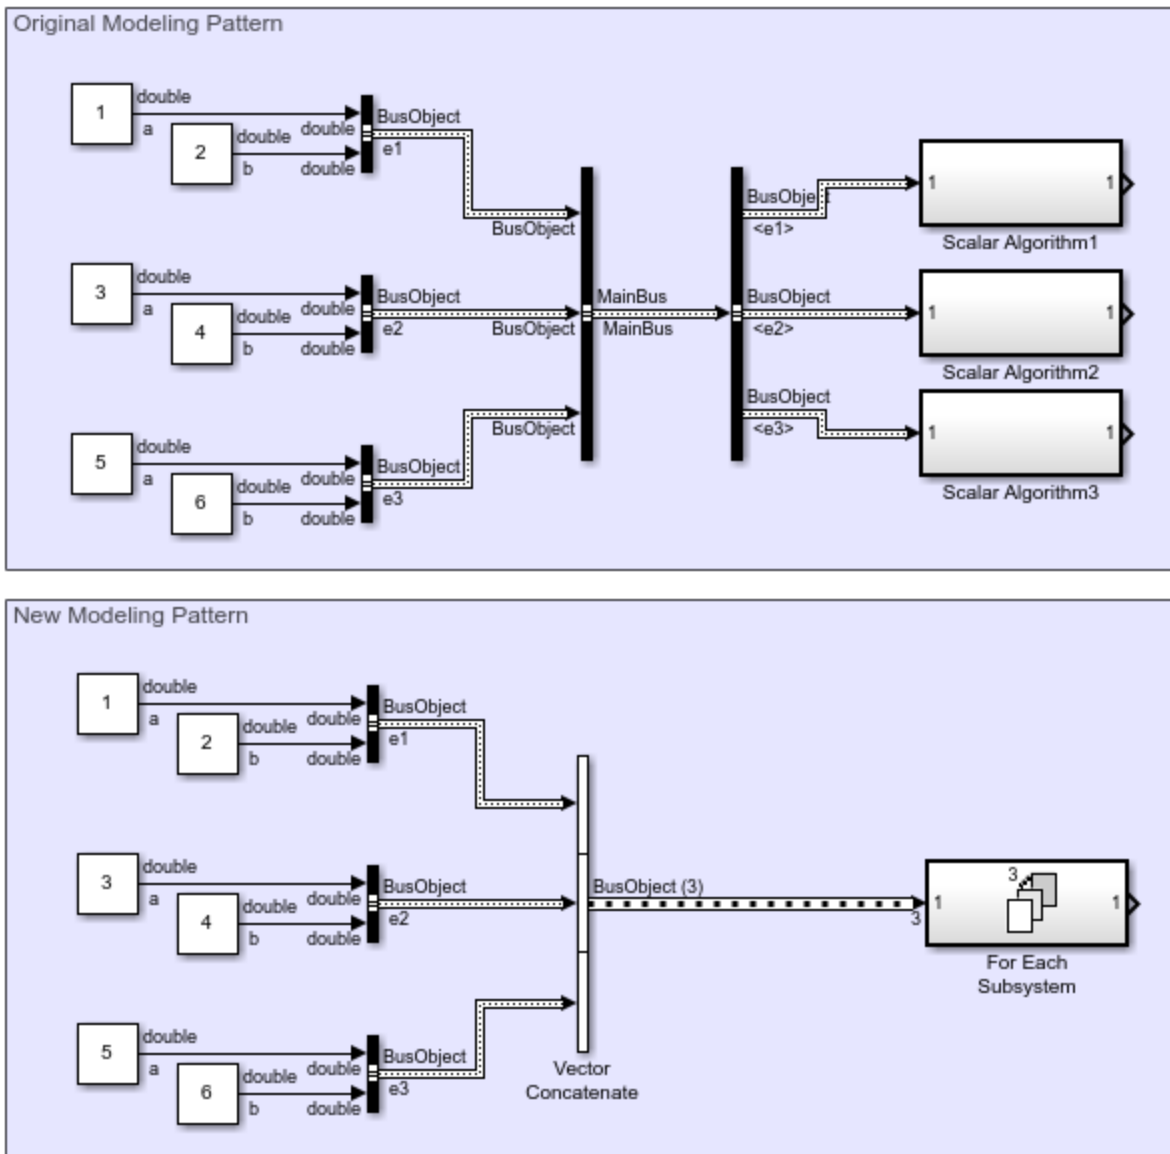 Original Modeling Pattern
1
double
a
2
double
b
double
double
BusObject
e1
BusObject
3
double
a
4
double
b
double
double
BusObject
e2
BusObject
5
double
a
6
double
b
double
double
BusObject
e3
BusObject
MainBus
MainBus
BusObject
<e1>
BusObject
<e2>
BusObject
<e3>
1
1
Scalar Algorithm1
1
1
Scalar Algorithm2
1
1
Scalar Algorithm3
New Modeling Pattern
1
double
a
2
double
b
double
double
BusObject
e1
3
double
a
4
double
b
double
double
BusObject
e2
5
double
a
6
double
b
double
double
BusObject
e3
Vector
Concatenate
BusObject (3)
3
1
3
1
For Each
Subsystem